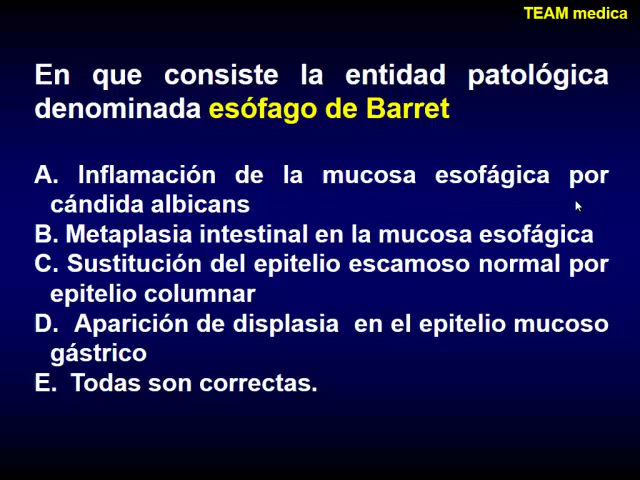 TEAM medica
En que consiste la entidad patológica
denominada esófago de Barret
A. Inflamación de la mucosa esofágica por
cándida albicans
B. Metaplasia intestinal en la mucosa esofágica
C. Sustitución del epitelio escamoso normal por
epitelio columnar
D. Aparición de displasia en el epitelio mucoso
gástrico
E. Todas son correctas.